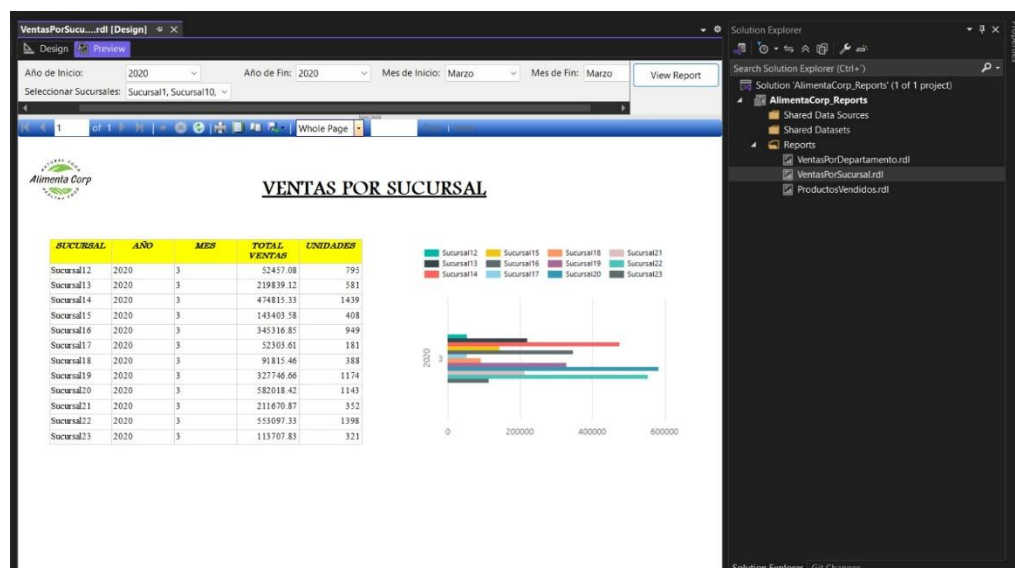 VentasPorSucu....rdl [Design]
Solution Explorer
Properties
Design Preview
Año de Inicio: 2020 Año de Fin: 2020 Mes de Inicio: Marzo Mes de Fin: Marzo View Report
Seleccionar Sucursales: Sucursal1, Sucursal10,
Search Solution Explorer (Ctrl+´)
Solution 'AlimentaCorp_Reports' (1 of 1 project)
AlimentaCorp_Reports
Shared Data Sources
Shared Datasets
Reports
VentasPorDepartamento.rdl
VentasPorSucursal.rdl
ProductosVendidos.rdl
1 of 1 Whole Page
Alimenta Corp
VENTAS POR SUCURSAL
SUCURSAL AÑO MES TOTAL VENTAS UNIDADES
Sucursal12 2020 3 52457.08 795
Sucursal13 2020 3 219839.12 581
Sucursal14 2020 3 474815.33 1439
Sucursal15 2020 3 143403.58 408
Sucursal16 2020 3 345316.85 949
Sucursal17 2020 3 52303.61 181
Sucursal18 2020 3 91815.46 388
Sucursal19 2020 3 327746.66 1174
Sucursal20 2020 3 582018.42 1143
Sucursal21 2020 3 211670.87 352
Sucursal22 2020 3 553097.33 1398
Sucursal23 2020 3 113707.83 321
Sucursal12 Sucursal15 Sucursal18 Sucursal21
Sucursal13 Sucursal16 Sucursal19 Sucursal22
Sucursal14 Sucursal17 Sucursal20 Sucursal23
2020
0 200000 400000 600000
Solution Explorer Git Changes